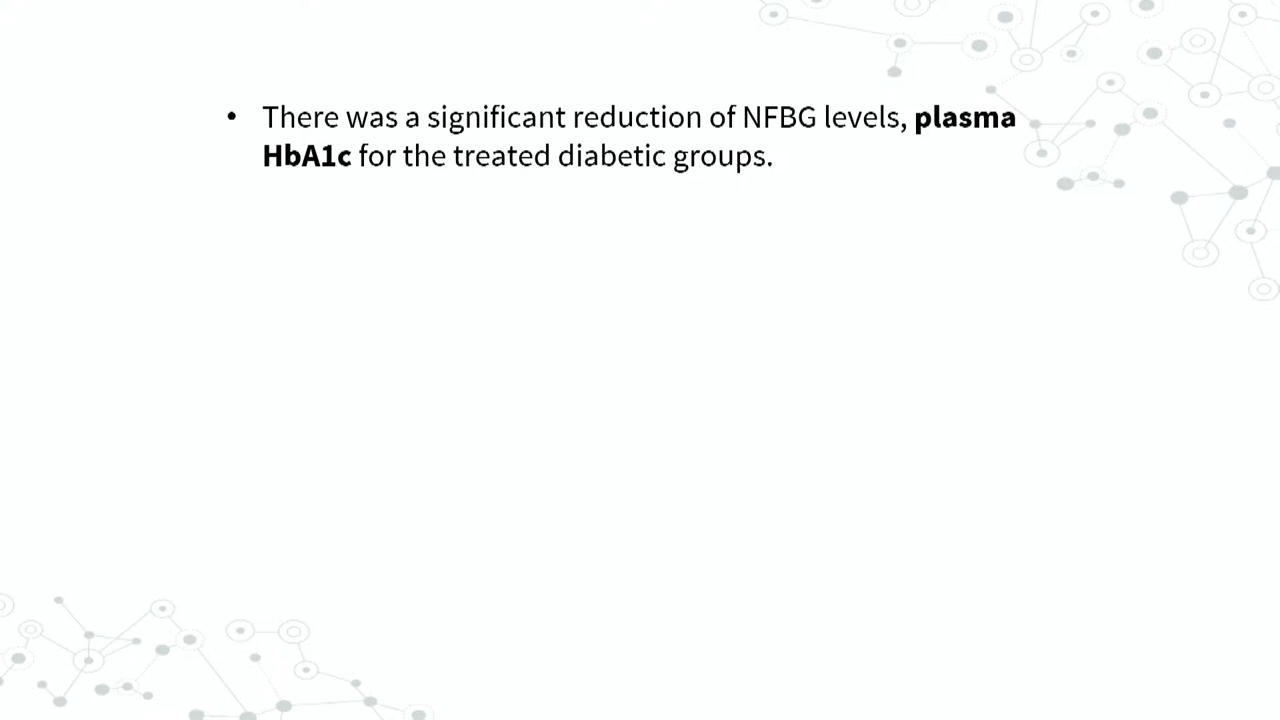 • There was a significant reduction of NFBG levels, plasma
HbA1c for the treated diabetic groups.